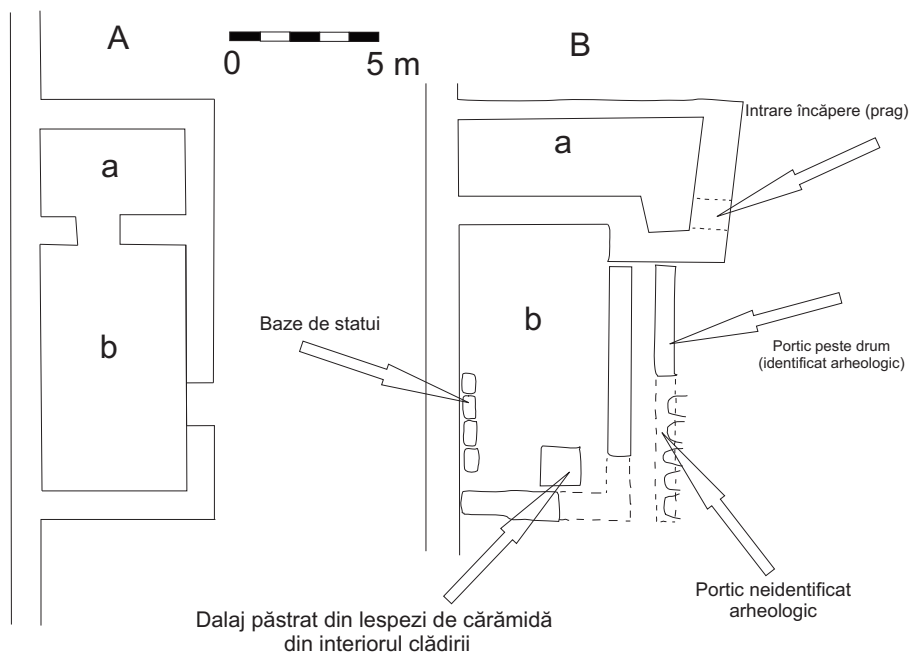 A
0
5 m
a
b
B
Intrare încăpere (prag)
a
b
Baze de statui
Portic peste drum
(identificat arheologic)
Dalaj păstrat din lespezi de cărămidă
din interiorul clădirii
Portic neidentificat
arheologic